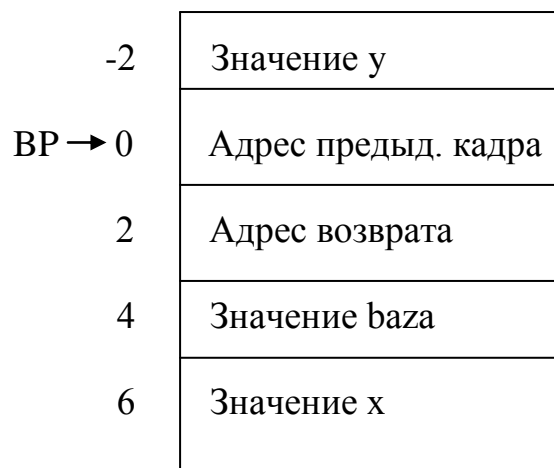 -2 Значение y
BP → 0 Адрес предыд. кадра
2 Адрес возврата
4 Значение baza
6 Значение x